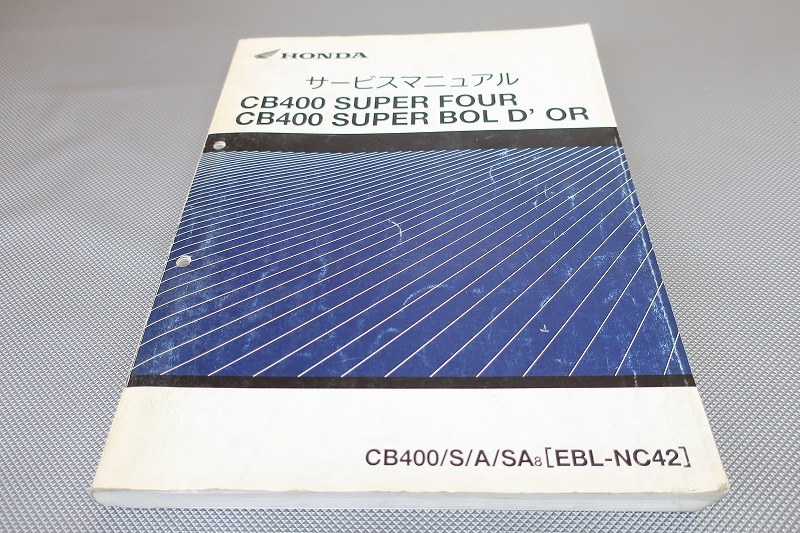 HONDA
サービスマニュアル
CB400 SUPER FOUR
CB400 SUPER BOL D' OR
CB400/S/A/SA8 [EBL-NC42]